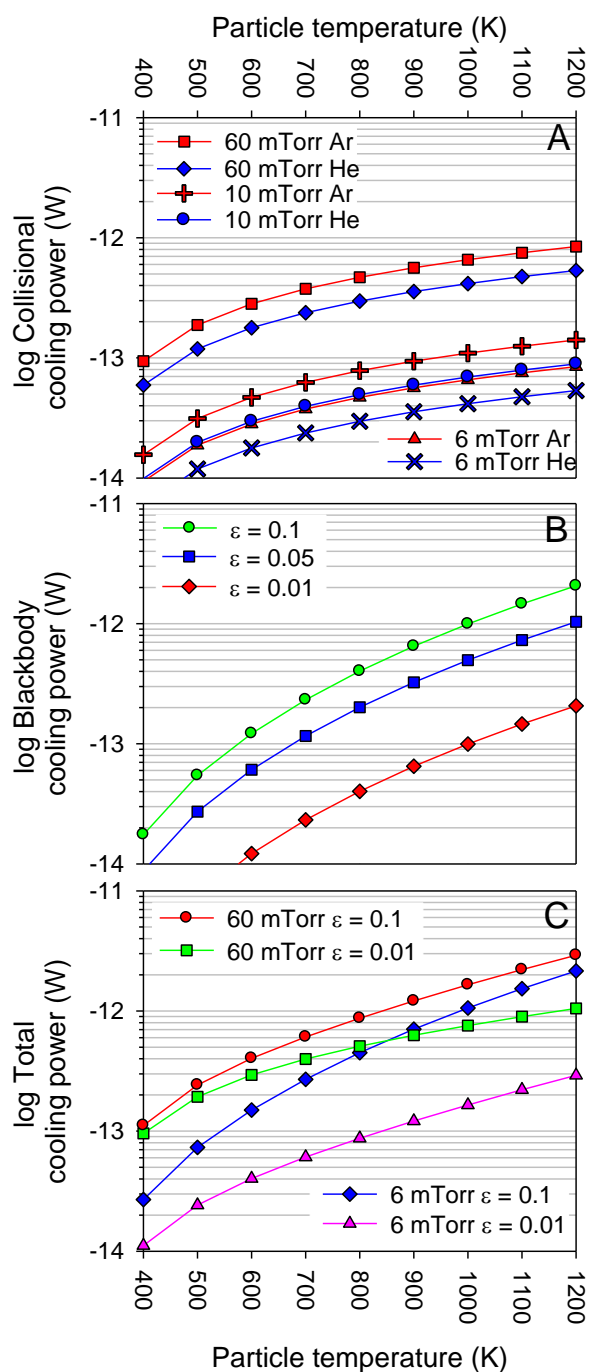 Particle temperature (K)
400 500 600 700 800 900 1000 1100 1200
A
log Collisional
cooling power (W)
-11
-12
-13
-14
60 mTorr Ar
60 mTorr He
10 mTorr Ar
10 mTorr He
6 mTorr Ar
6 mTorr He
B
log Blackbody
cooling power (W)
-11
-12
-13
-14
ε = 0.1
ε = 0.05
ε = 0.01
C
log Total
cooling power (W)
-11
-12
-13
-14
60 mTorr ε = 0.1
60 mTorr ε = 0.01
6 mTorr ε = 0.1
6 mTorr ε = 0.01
400 500 600 700 800 900 1000 1100 1200
Particle temperature (K)